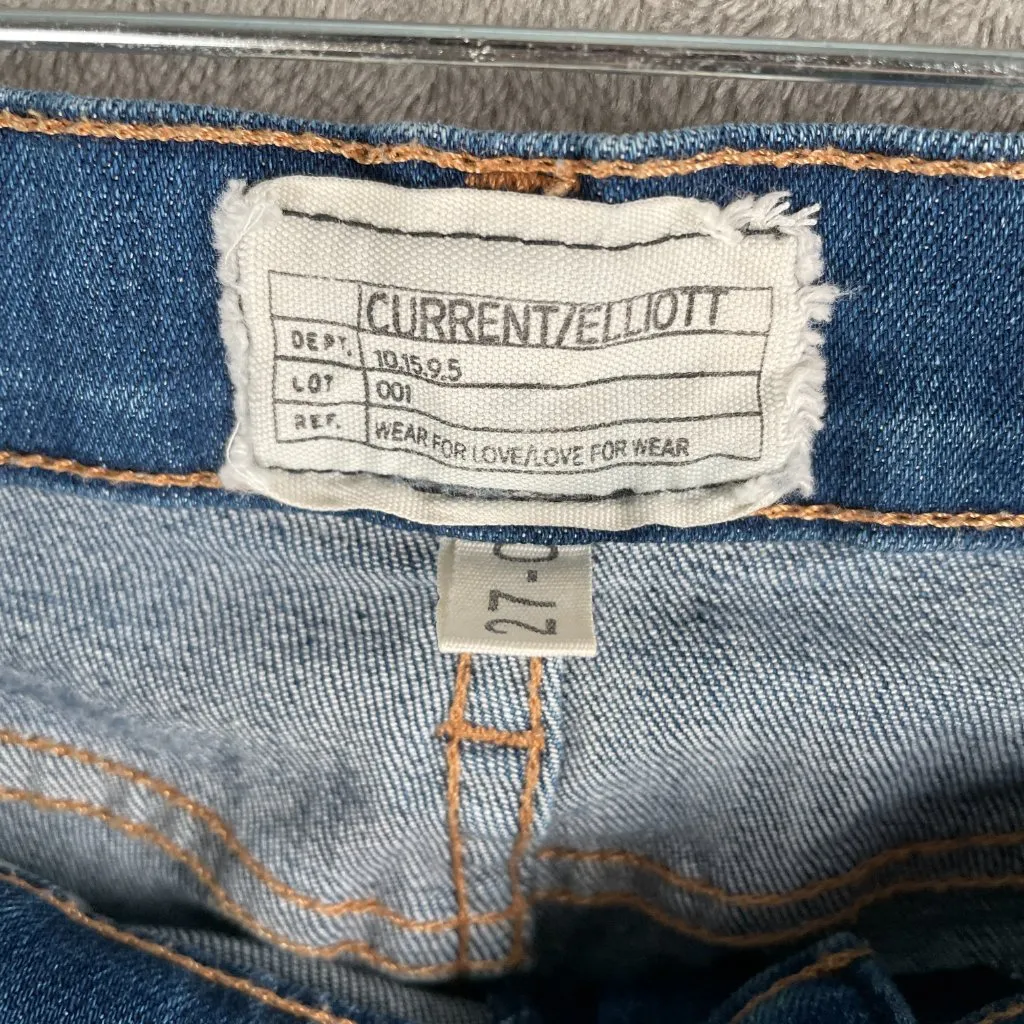 CURRENT/ELLIOTT
DEPT. 10.15.9.5
LOT 001
REF. WEAR FOR LOVE/LOVE FOR WEAR
27-